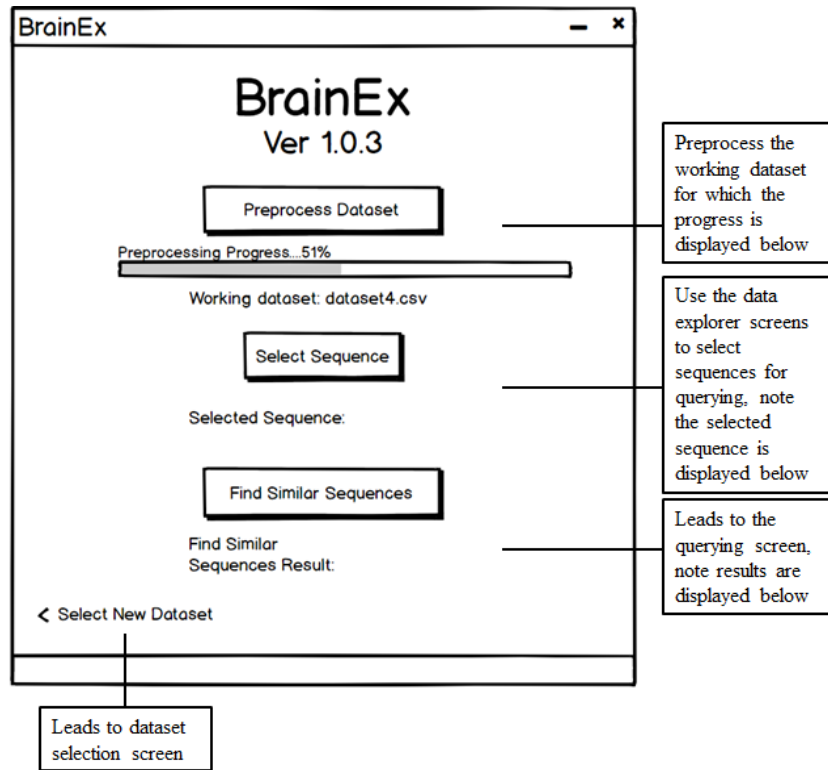 BrainEx
BrainEx
Ver 1.0.3
Preprocess Dataset
Preprocessing Progress....51%
Working dataset: dataset4.csv
Select Sequence
Selected Sequence:
Find Similar Sequences
Find Similar
Sequences Result:
< Select New Dataset
Preprocess the
working dataset
for which the
progress is
displayed below
Use the data
explorer screens
to select
sequences for
querying, note
the selected
sequence is
displayed below
Leads to the
querying screen,
note results are
displayed below
Leads to dataset
selection screen